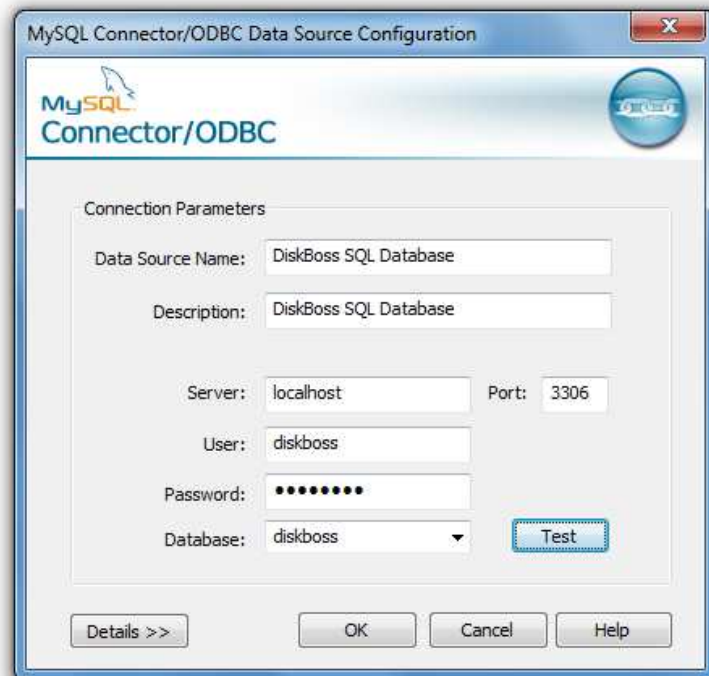 MySQL Connector/ODBC Data Source Configuration
MySQL
Connector/ODBC
Connection Parameters
Data Source Name: DiskBoss SQL Database
Description: DiskBoss SQL Database
Server: localhost Port: 3306
User: diskboss
Password: ●●●●●●●●
Database: diskboss Test
Details >> OK Cancel Help